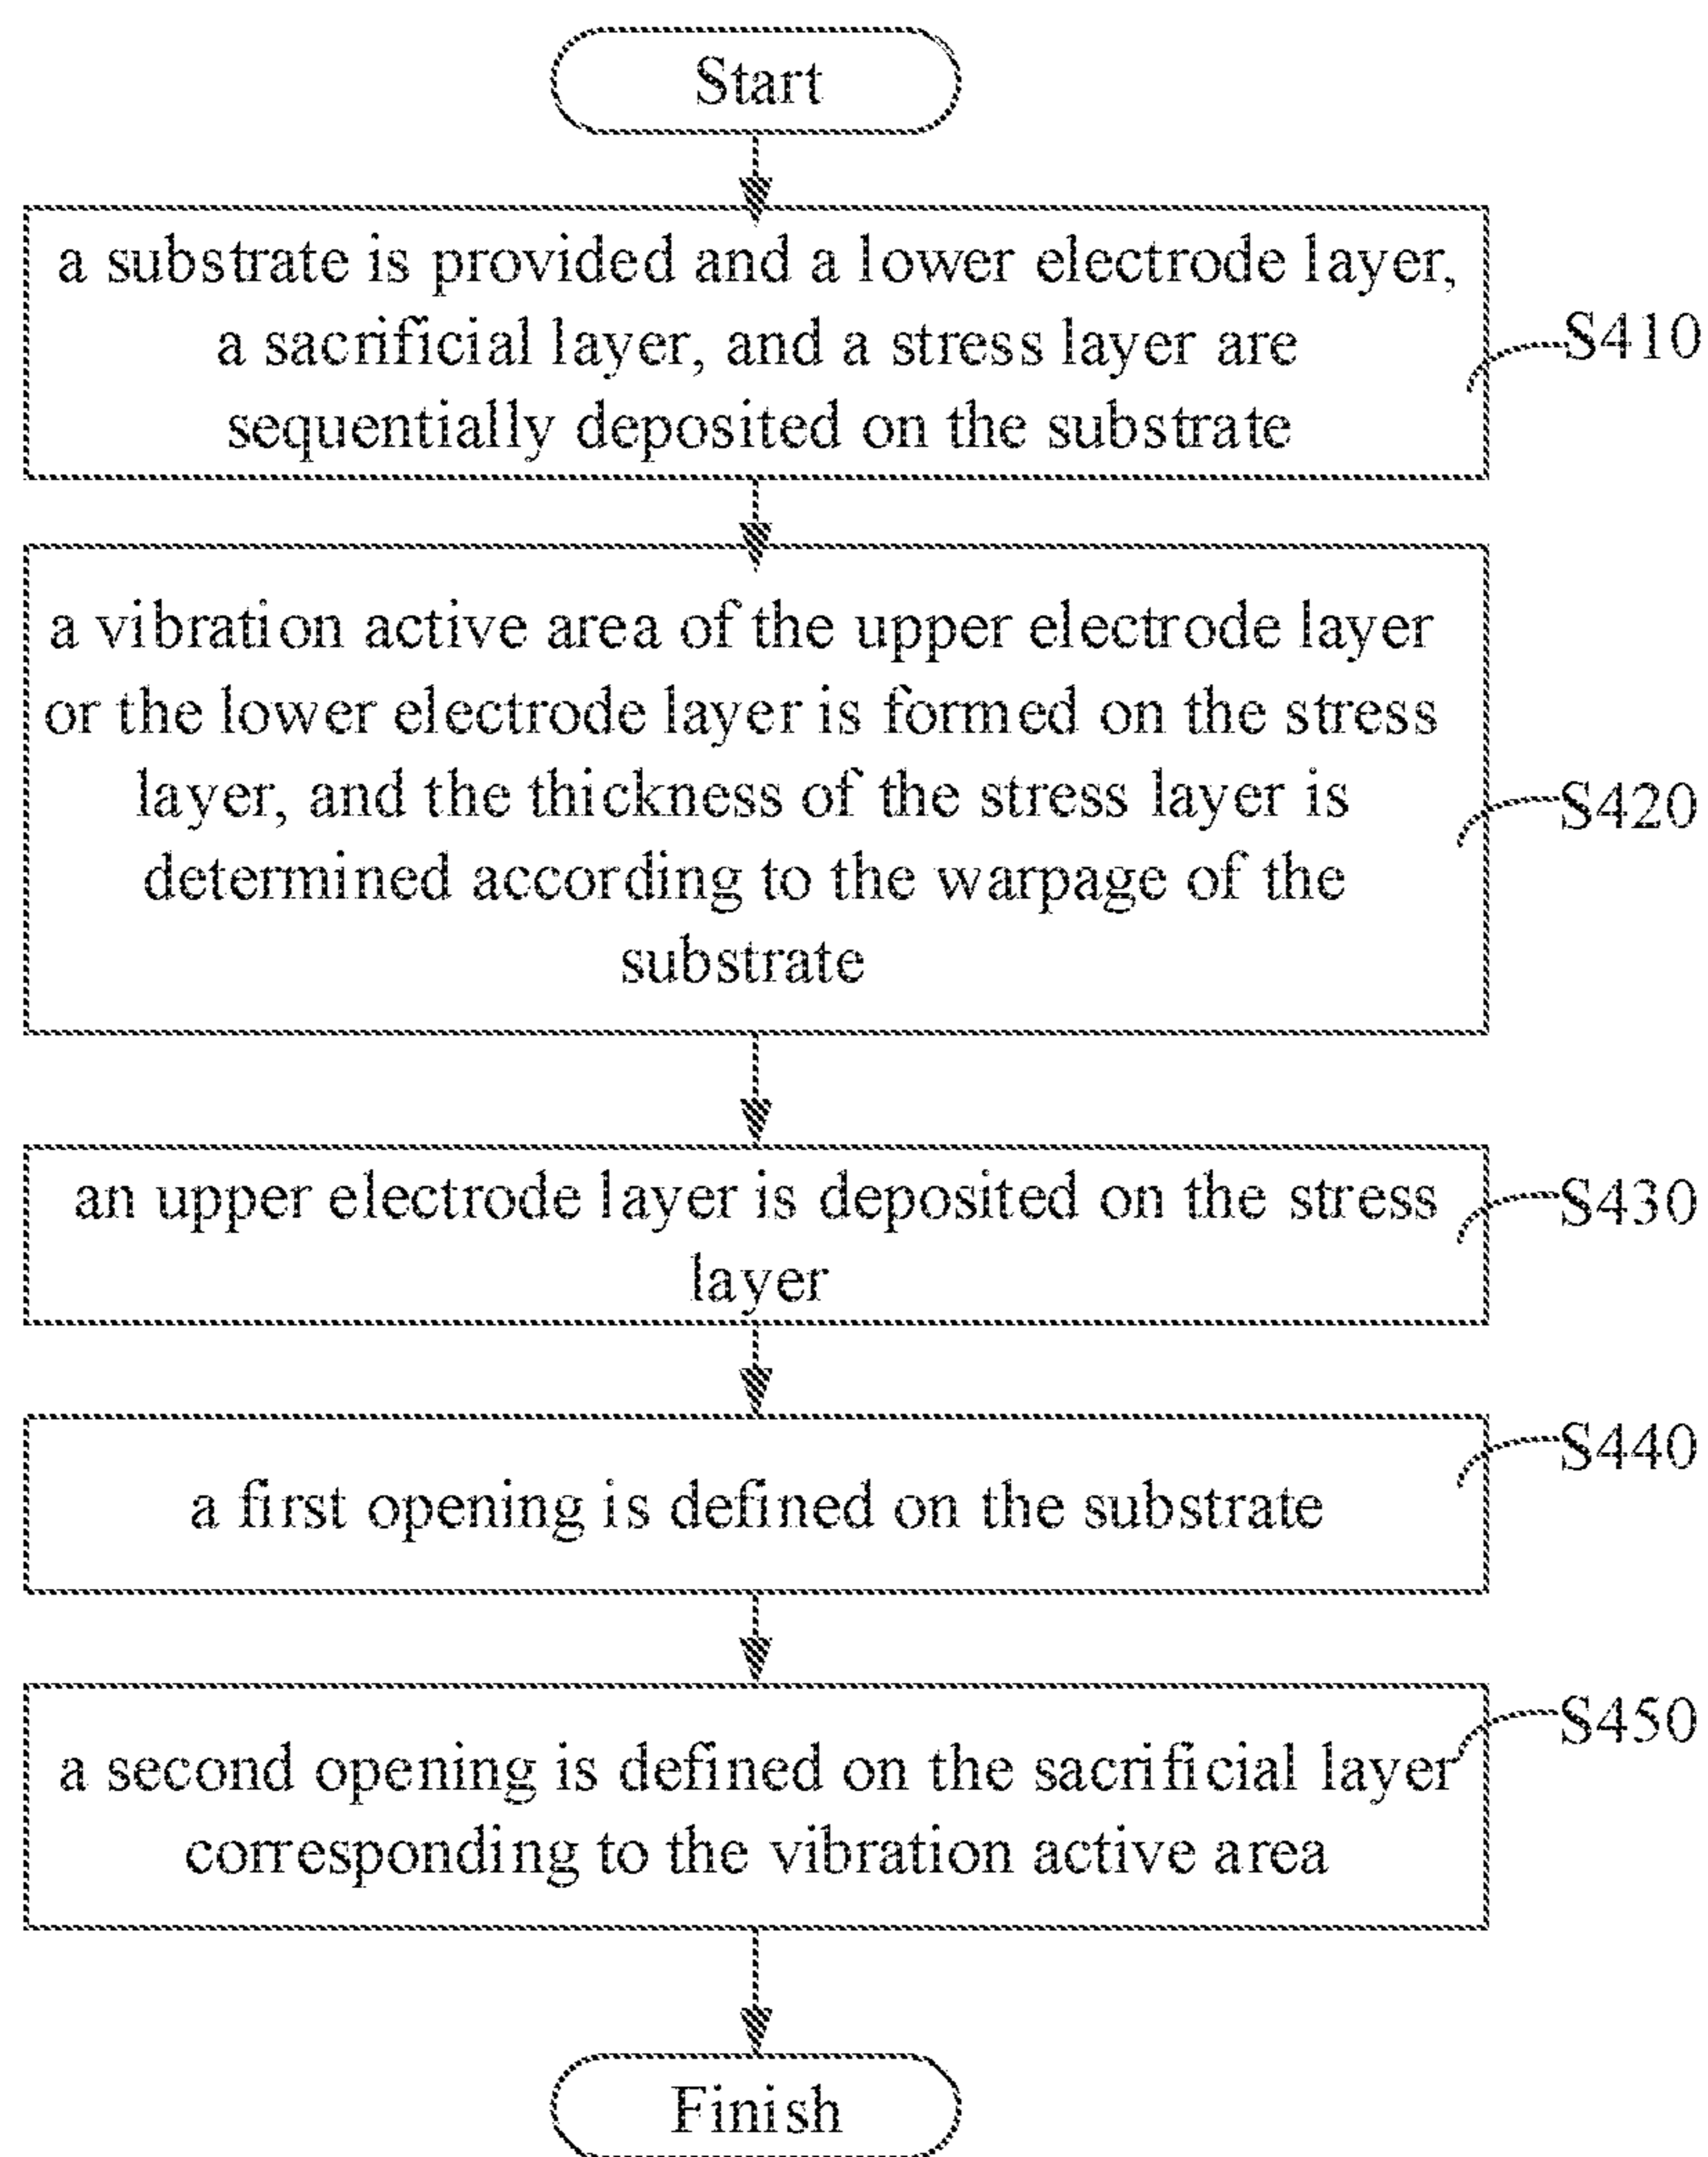 Start
a substrate is provided and a lower electrode layer,
a sacrificial layer, and a stress layer are
sequentially deposited on the substrate
S410
a vibration active area of the upper electrode layer
or the lower electrode layer is formed on the stress
layer, and the thickness of the stress layer is
determined according to the warpage of the
substrate
S420
an upper electrode layer is deposited on the stress
layer
S430
a first opening is defined on the substrate
S440
a second opening is defined on the sacrificial layer
corresponding to the vibration active area
S450
Finish